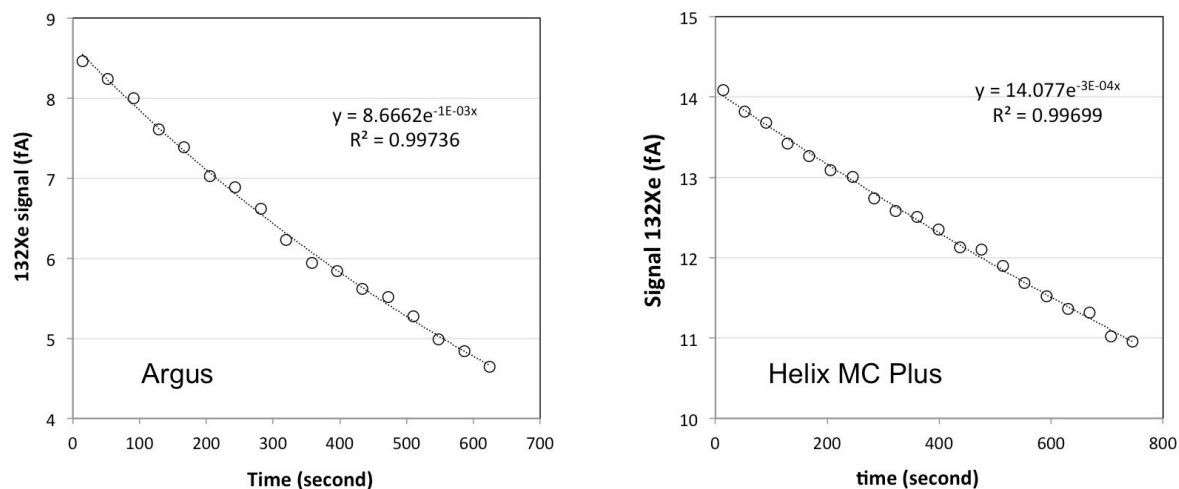 9
8
7
6
5
4
132Xe signal (fA)
y = 8.6662e^-1E-03x
R² = 0.99736
Argus
0 100 200 300 400 500 600 700
Time (second)
15
14
13
12
11
10
Signal 132Xe (fA)
y = 14.077e^-3E-04x
R² = 0.99699
Helix MC Plus
0 200 400 600 800
time (second)